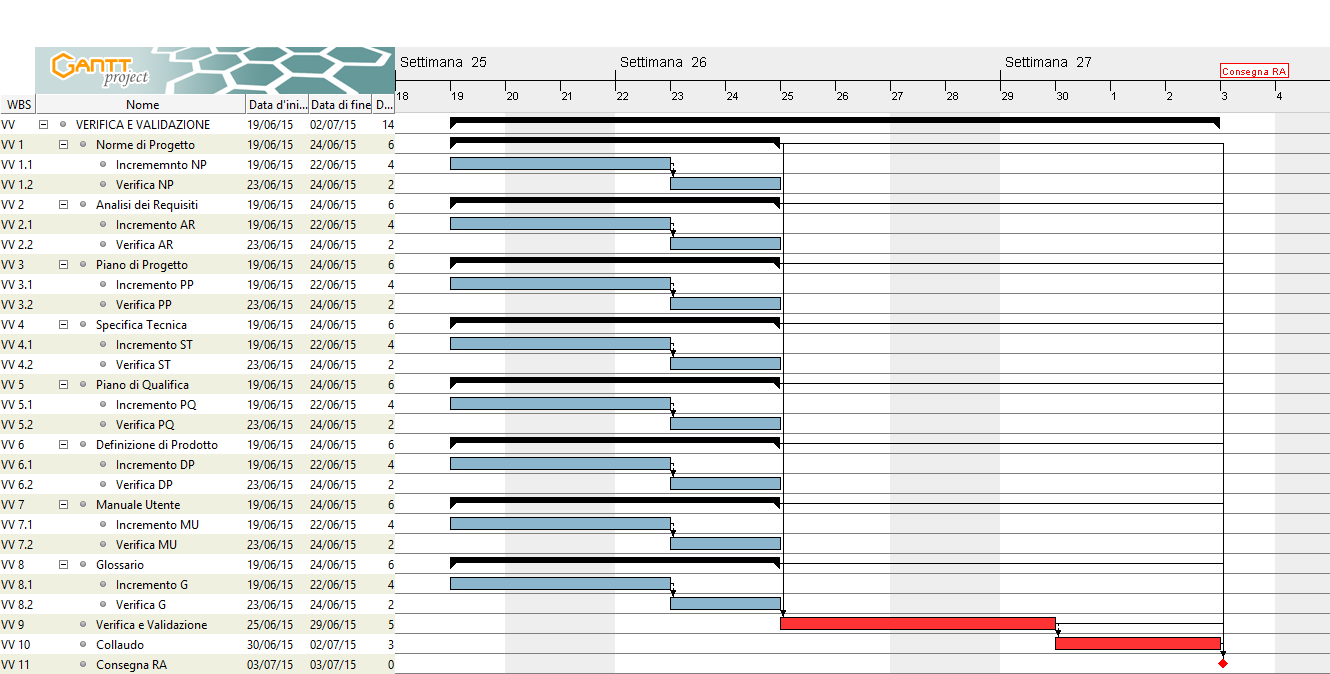 GANTT
project
Settimana 25 Settimana 26 Settimana 27
Consegna RA
18 19 20 21 22 23 24 25 26 27 28 29 30 1 2 3 4
WBS Nome Data d'ini... Data di fine D...
VV VERIFICA E VALIDAZIONE 19/06/15 02/07/15 14
VV 1 Norme di Progetto 19/06/15 24/06/15 6
VV 1.1 Incrememnto NP 19/06/15 22/06/15 4
VV 1.2 Verifica NP 23/06/15 24/06/15 2
VV 2 Analisi dei Requisiti 19/06/15 24/06/15 6
VV 2.1 Incremento AR 19/06/15 22/06/15 4
VV 2.2 Verifica AR 23/06/15 24/06/15 2
VV 3 Piano di Progetto 19/06/15 24/06/15 6
VV 3.1 Incremento PP 19/06/15 22/06/15 4
VV 3.2 Verifica PP 23/06/15 24/06/15 2
VV 4 Specifica Tecnica 19/06/15 24/06/15 6
VV 4.1 Incremento ST 19/06/15 22/06/15 4
VV 4.2 Verifica ST 23/06/15 24/06/15 2
VV 5 Piano di Qualifica 19/06/15 24/06/15 6
VV 5.1 Incremento PQ 19/06/15 22/06/15 4
VV 5.2 Verifica PQ 23/06/15 24/06/15 2
VV 6 Definizione di Prodotto 19/06/15 24/06/15 6
VV 6.1 Incremento DP 19/06/15 22/06/15 4
VV 6.2 Verifica DP 23/06/15 24/06/15 2
VV 7 Manuale Utente 19/06/15 24/06/15 6
VV 7.1 Incremento MU 19/06/15 22/06/15 4
VV 7.2 Verifica MU 23/06/15 24/06/15 2
VV 8 Glossario 19/06/15 24/06/15 6
VV 8.1 Incremento G 19/06/15 22/06/15 4
VV 8.2 Verifica G 23/06/15 24/06/15 2
VV 9 Verifica e Validazione 25/06/15 29/06/15 5
VV 10 Collaudo 30/06/15 02/07/15 3
VV 11 Consegna RA 03/07/15 03/07/15 0